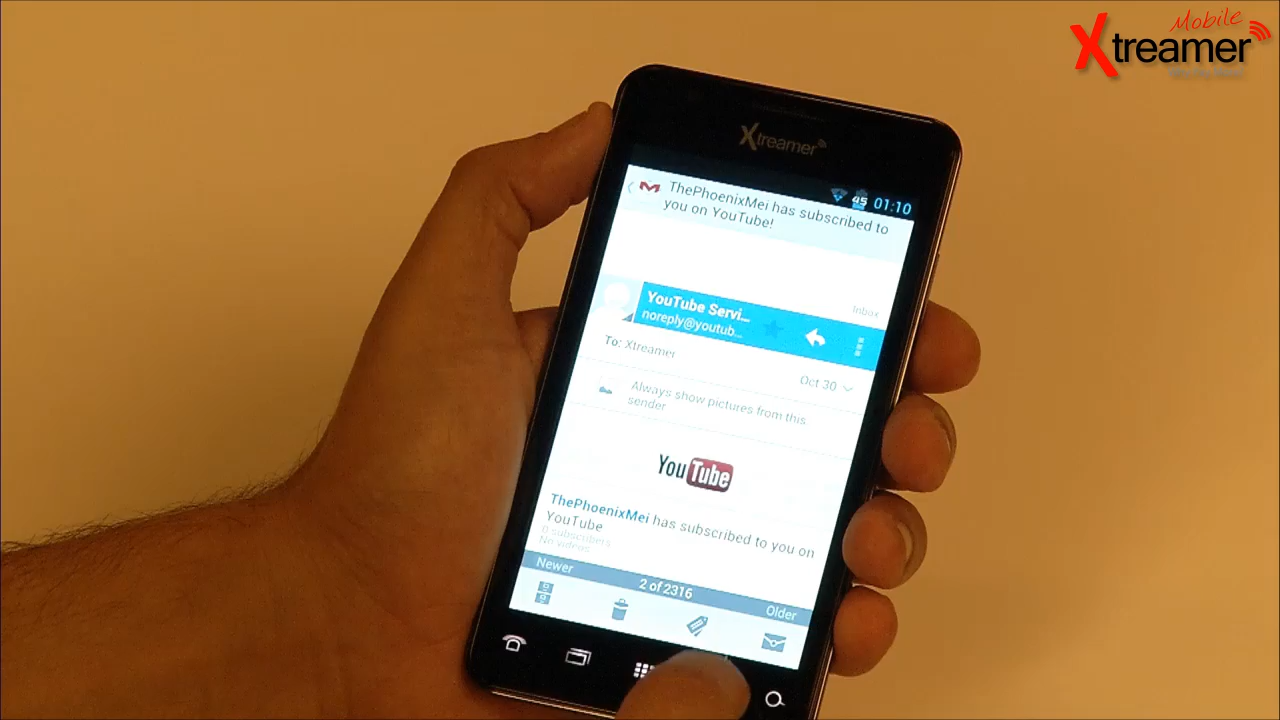 Mobile
Xtreamer
Xtreamer
45 01:10
ThePhoenixMei has subscribed to
you on YouTube!
Inbox
YouTube Servi...
noreply@youtub...
To: Xtreamer
Oct 30
Always show pictures from this
sender
YouTube
ThePhoenixMei has subscribed to you on
YouTube
0 subscribers
No videos
Newer
2 of 2316
Older